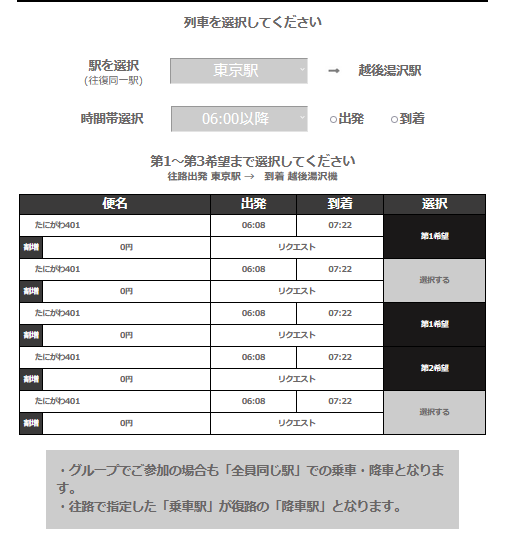 列車を選択してください
駅を選択
(往復同一駅)
東京駅
→ 越後湯沢駅
時間帯選択
06:00以降
○出発 ○到着
第1～第3希望まで選択してください
往路出発 東京駅 → 到着 越後湯沢機
便名 出発 到着 選択
たにがわ401 06:08 07:22 第1希望
割増 0円 リクエスト
たにがわ401 06:08 07:22 選択する
割増 0円 リクエスト
たにがわ401 06:08 07:22 第1希望
割増 0円 リクエスト
たにがわ401 06:08 07:22 第2希望
割増 0円 リクエスト
たにがわ401 06:08 07:22 選択する
割増 0円 リクエスト
・グループでご参加の場合も「全員同じ駅」での乗車・降車となりま
す。
・往路で指定した「乗車駅」が復路の「降車駅」となります。